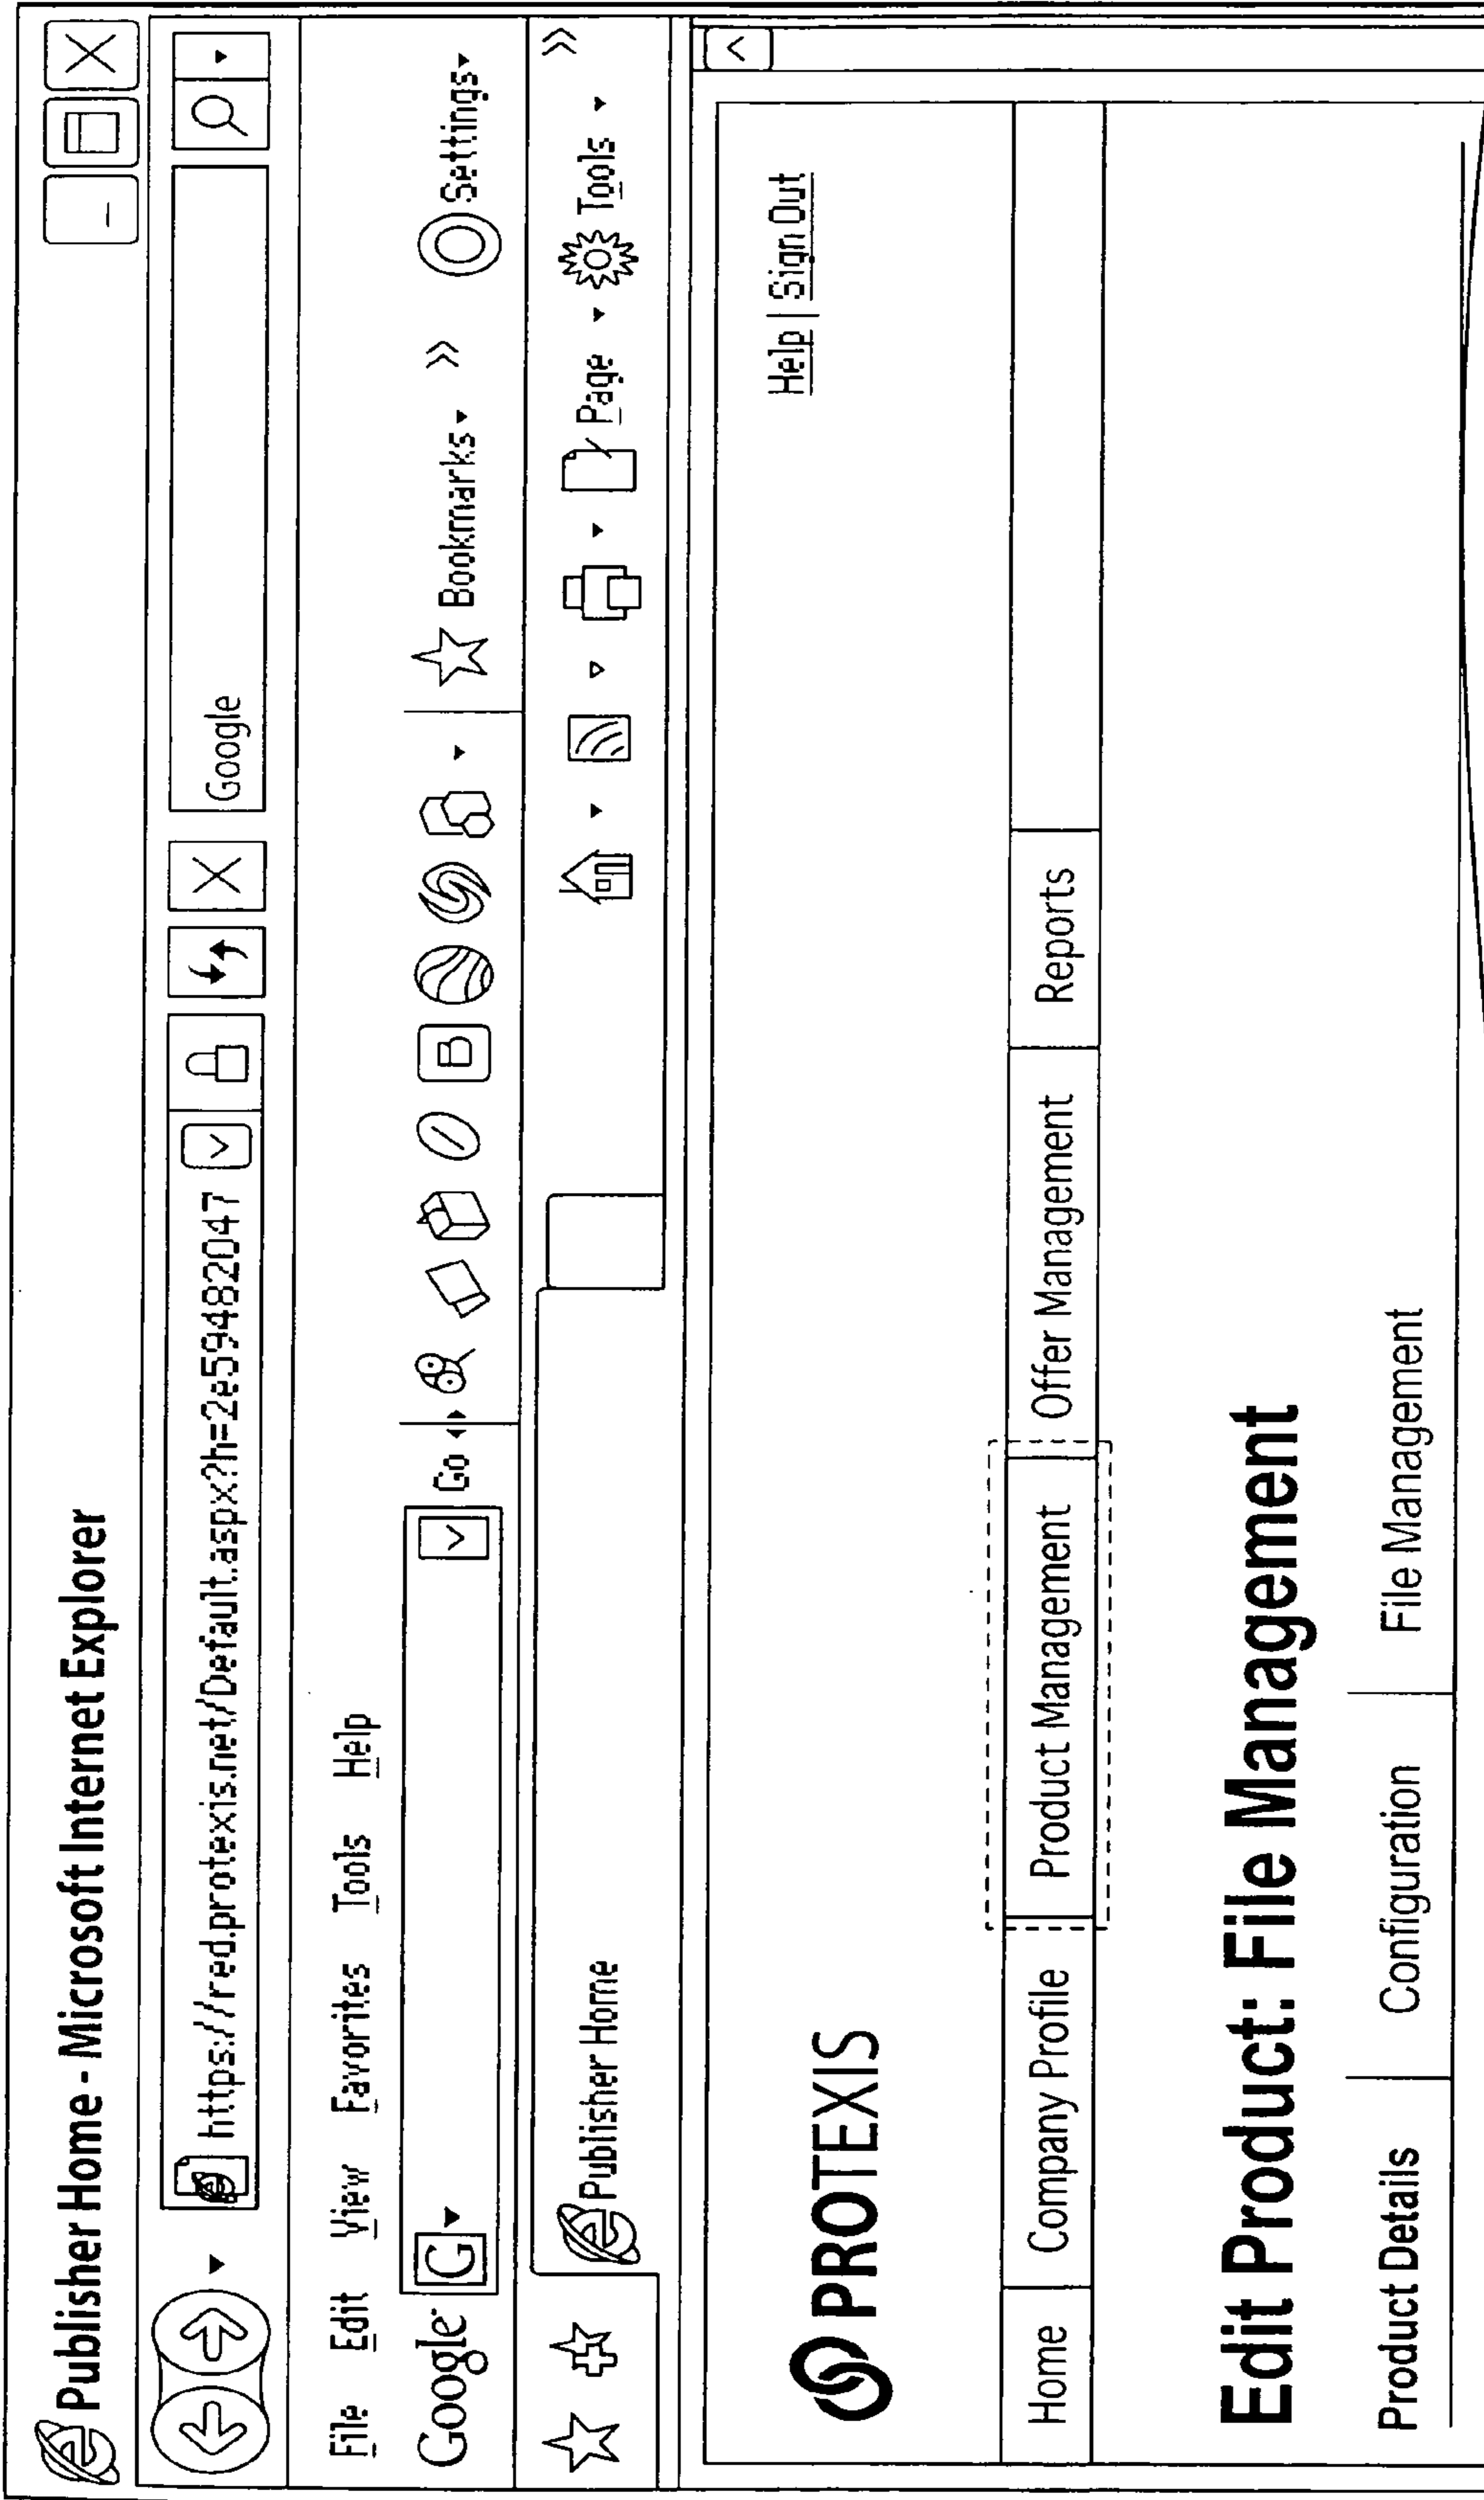 Publisher Home - Microsoft Internet Explorer
https://red.protexis.net/Default.aspx?h=2e59482047
Google
File Edit View Favorites Tools Help
Google G Go B Bookmarks Settings
Publisher Home Page Tools
Help | Sign Out
PROTEXIS
Home Company Profile Product Management Offer Management Reports
Edit Product: File Management
Product Details Configuration File Management